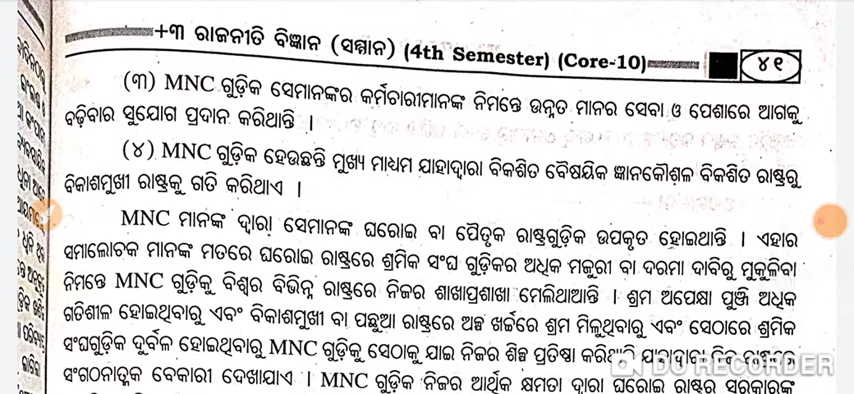 +୩ ରାଜନୀତି ବିଜ୍ଞାନ (ସମ୍ମାନ) (4th Semester) (Core-10) ୪୧
(୩) MNC ଗୁଡ଼ିକ ସେମାନଙ୍କର କର୍ମଚାରୀମାନଙ୍କ ନିମନ୍ତେ ଉନ୍ନତ ମାନର ସେବା ଓ ପେଶାରେ ଆଗକୁ
ବଢ଼ିବାର ସୁଯୋଗ ପ୍ରଦାନ କରିଥାନ୍ତି ।
(୪) MNC ଗୁଡ଼ିକ ହେଉଛନ୍ତି ମୁଖ୍ୟ ମାଧ୍ୟମ ଯାହାଦ୍ୱାରା ବିକଶିତ ବୈଷୟିକ ଜ୍ଞାନକୌଶଳ ବିକଶିତ ରାଷ୍ଟ୍ରରୁ
ବିକାଶମୁଖୀ ରାଷ୍ଟ୍ରକୁ ଗତି କରିଥାଏ ।
MNC ମାନଙ୍କ ଦ୍ୱାରା ସେମାନଙ୍କ ଘରୋଇ ବା ପୈତୃକ ରାଷ୍ଟ୍ରଗୁଡ଼ିକ ଉପକୃତ ହୋଇଥାନ୍ତି । ଏହାର
ସମାଲୋଚକ ମାନଙ୍କ ମତରେ ଘରୋଇ ରାଷ୍ଟ୍ରରେ ଶ୍ରମିକ ସଂଘ ଗୁଡ଼ିକର ଅଧିକ ମଜୁରୀ ବା ଦରମା ଦାବିରୁ ମୁକୁଳିବା
ନିମନ୍ତେ MNC ଗୁଡ଼ିକୁ ବିଶ୍ୱର ବିଭିନ୍ନ ରାଷ୍ଟ୍ରରେ ନିଜର ଶାଖାପ୍ରଶାଖା ମେଲିଥାଆନ୍ତି । ଶ୍ରମ ଅପେକ୍ଷା ପୁଞ୍ଜି ଅଧିକ
ଗତିଶୀଳ ହୋଇଥିବାରୁ ଏବଂ ବିକାଶମୁଖୀ ବା ପଛୁଆ ରାଷ୍ଟ୍ରରେ ଅଳ୍ପ ଖର୍ଚ୍ଚରେ ଶ୍ରମ ମିଳୁଥିବାରୁ ଏବଂ ସେଠାରେ ଶ୍ରମିକ
ସଂଘଗୁଡ଼ିକ ଦୁର୍ବଳ ହୋଇଥିବାରୁ MNC ଗୁଡ଼ିକୁ ସେଠାକୁ ଯାଇ ନିଜର ଶିଳ୍ପ ପ୍ରତିଷ୍ଠା କରିଥାନ୍ତି ଯାହାଦ୍ୱାରା ନିଜ
DU RECORDER
ସଂଗଠନାତ୍ମକ ବେକାରୀ ଦେଖାଯାଏ । MNC ଗୁଡ଼ିକ ନିଜର ଆର୍ଥିକ କ୍ଷମତା ଦ୍ୱାରା ଘରୋଇ ରାଷ୍ଟ୍ରର ସରକାରଙ୍କ